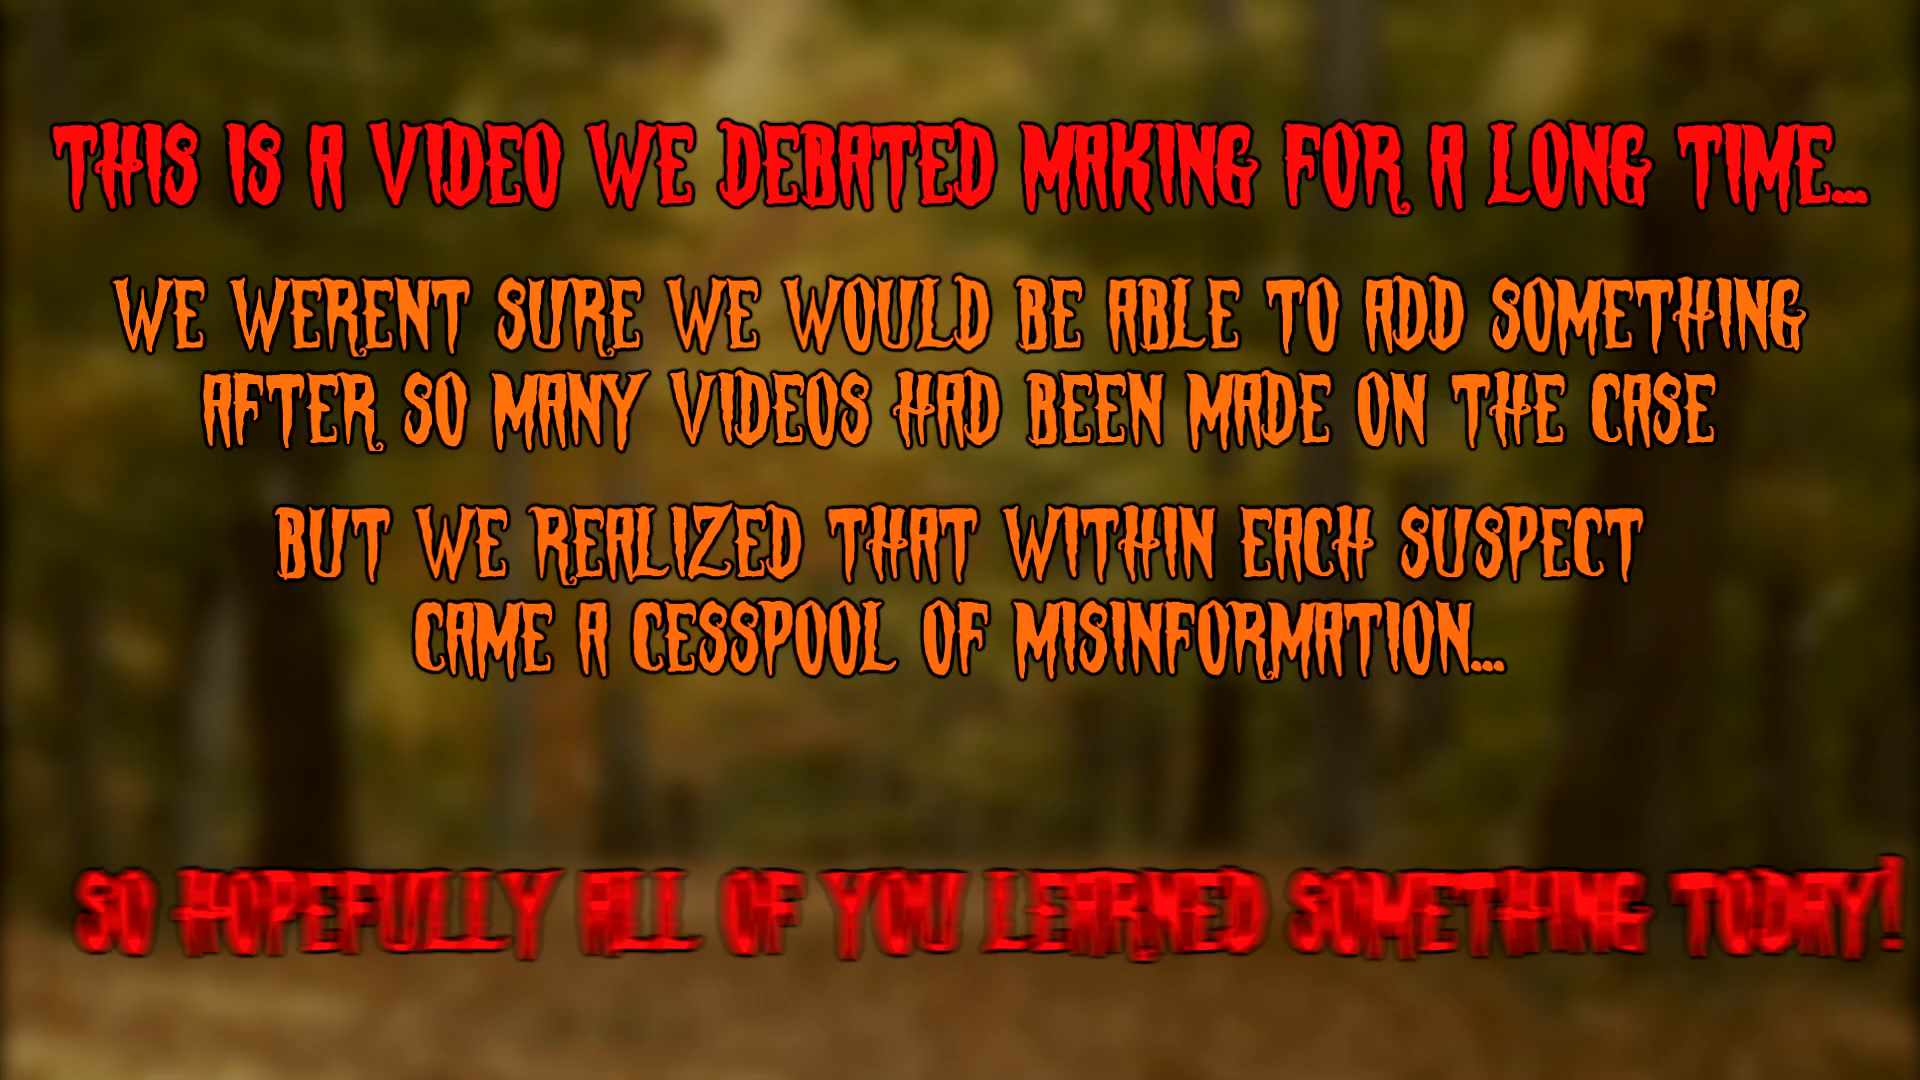 THIS IS A VIDEO WE DEBATED MAKING FOR A LONG TIME...
WE WERENT SURE WE WOULD BE ABLE TO ADD SOMETHING
AFTER SO MANY VIDEOS HAD BEEN MADE ON THE CASE
BUT WE REALIZED THAT WITHIN EACH SUSPECT
CAME A CESSPOOL OF MISINFORMATION...
SO HOPEFULLY ALL OF YOU LEARNED SOMETHING TODAY!